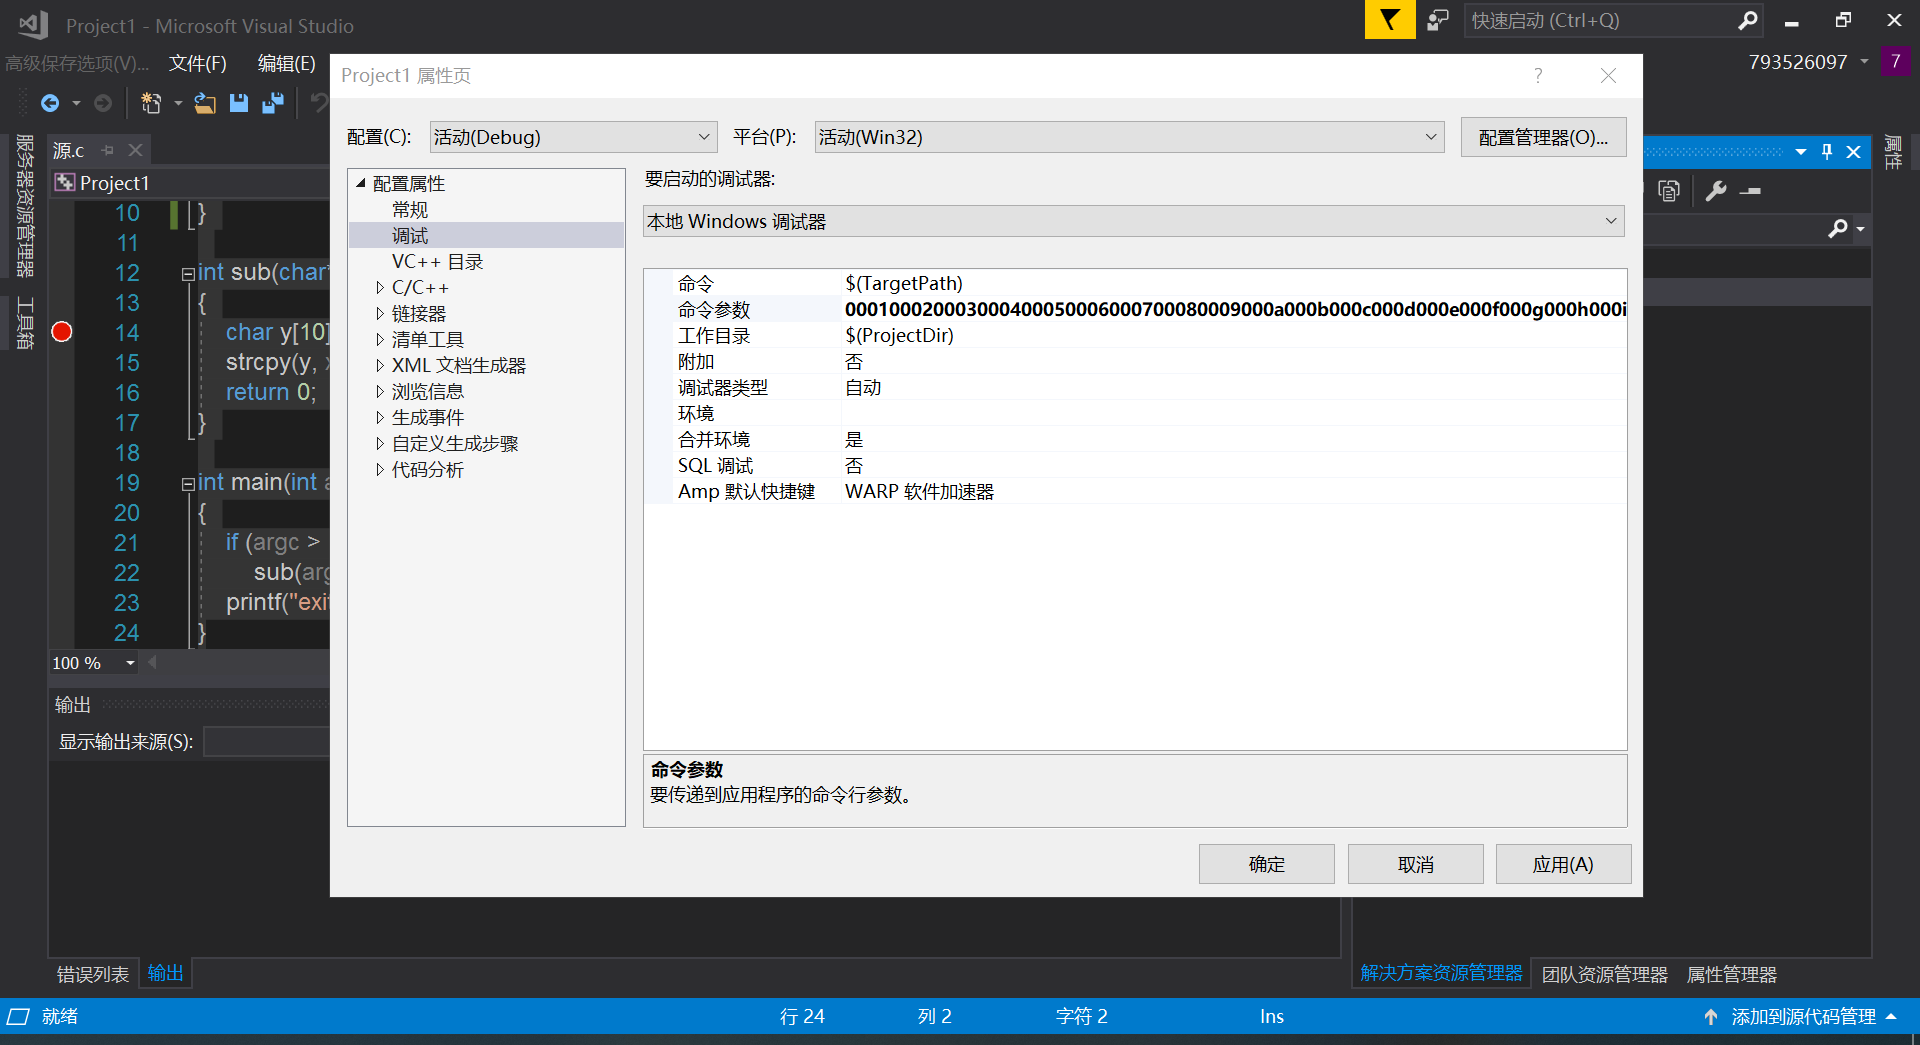 Project1 - Microsoft Visual Studio
快速启动 (Ctrl+Q)
高级保存选项(V)...
文件(F)
编辑(E)
793526097
7
Project1 属性页
?
配置(C):
活动(Debug)
平台(P):
活动(Win32)
配置管理器(O)...
服务器资源管理器
工具箱
源.c
Project1
10 }
11
12 int sub(char*
13 {
14 char y[10]
15 strcpy(y,
16 return 0;
17 }
18
19 int main(int
20 {
21 if (argc >
22 sub(arg
23 printf("exi
24 }
100 %
配置属性
常规
调试
VC++ 目录
C/C++
链接器
清单工具
XML 文档生成器
浏览信息
生成事件
自定义生成步骤
代码分析
要启动的调试器:
本地 Windows 调试器
命令 $(TargetPath)
命令参数 000100020003000400050006000700080009000a000b000c000d000e000f000g000h000i
工作目录 $(ProjectDir)
附加 否
调试器类型 自动
环境
合并环境 是
SQL 调试 否
Amp 默认快捷键 WARP 软件加速器
命令参数
要传递到应用程序的命令行参数。
确定
取消
应用(A)
属性
输出
显示输出来源(S):
错误列表
输出
解决方案资源管理器
团队资源管理器
属性管理器
就绪
行 24
列 2
字符 2
Ins
添加到源代码管理